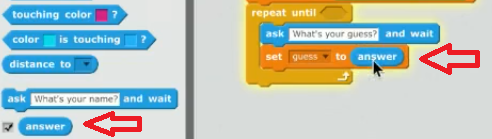 touching color ?
color is touching ?
distance to
ask What's your name? and wait
answer
repeat until
ask What's your guess? and wait
set guess to answer